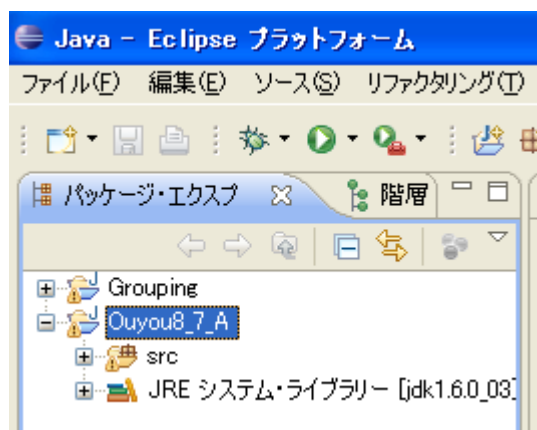 Java - Eclipse プラットフォーム
ファイル(F) 編集(E) ソース(S) リファクタリング(T)
パッケージ・エクスプ 階層
Grouping
Ouyou8_7_A
src
JRE システム・ライブラリー [jdk1.6.0_03]